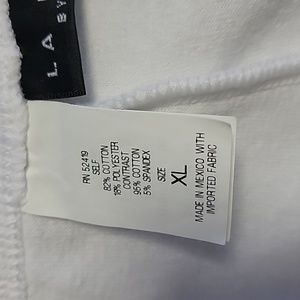 L A
B Y
RN 52419
SELF
82% COTTON
18% POLYESTER
CONTRAST
95% COTTON
5% SPANDEX
SIZE
XL
MADE IN MEXICO WITH
IMPORTED FABRIC